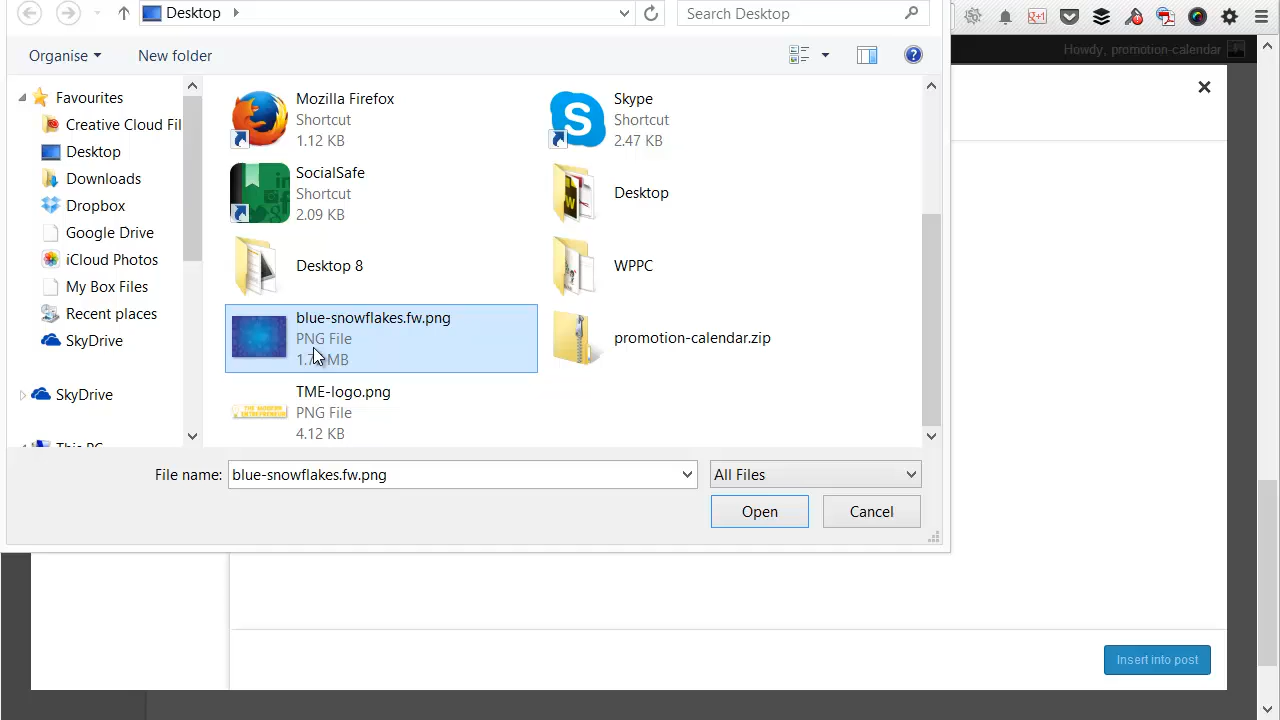 Desktop
Search Desktop
Howdy, promotion-calendar
Organise
New folder
Favourites
Creative Cloud Fil
Desktop
Downloads
Dropbox
Google Drive
iCloud Photos
My Box Files
Recent places
SkyDrive
SkyDrive
This PC
Mozilla Firefox
Shortcut
1.12 KB
Skype
Shortcut
2.47 KB
SocialSafe
Shortcut
2.09 KB
Desktop
Desktop 8
WPPC
blue-snowflakes.fw.png
PNG File
promotion-calendar.zip
TME-logo.png
PNG File
4.12 KB
File name:
blue-snowflakes.fw.png
All Files
Open
Cancel
Insert into post